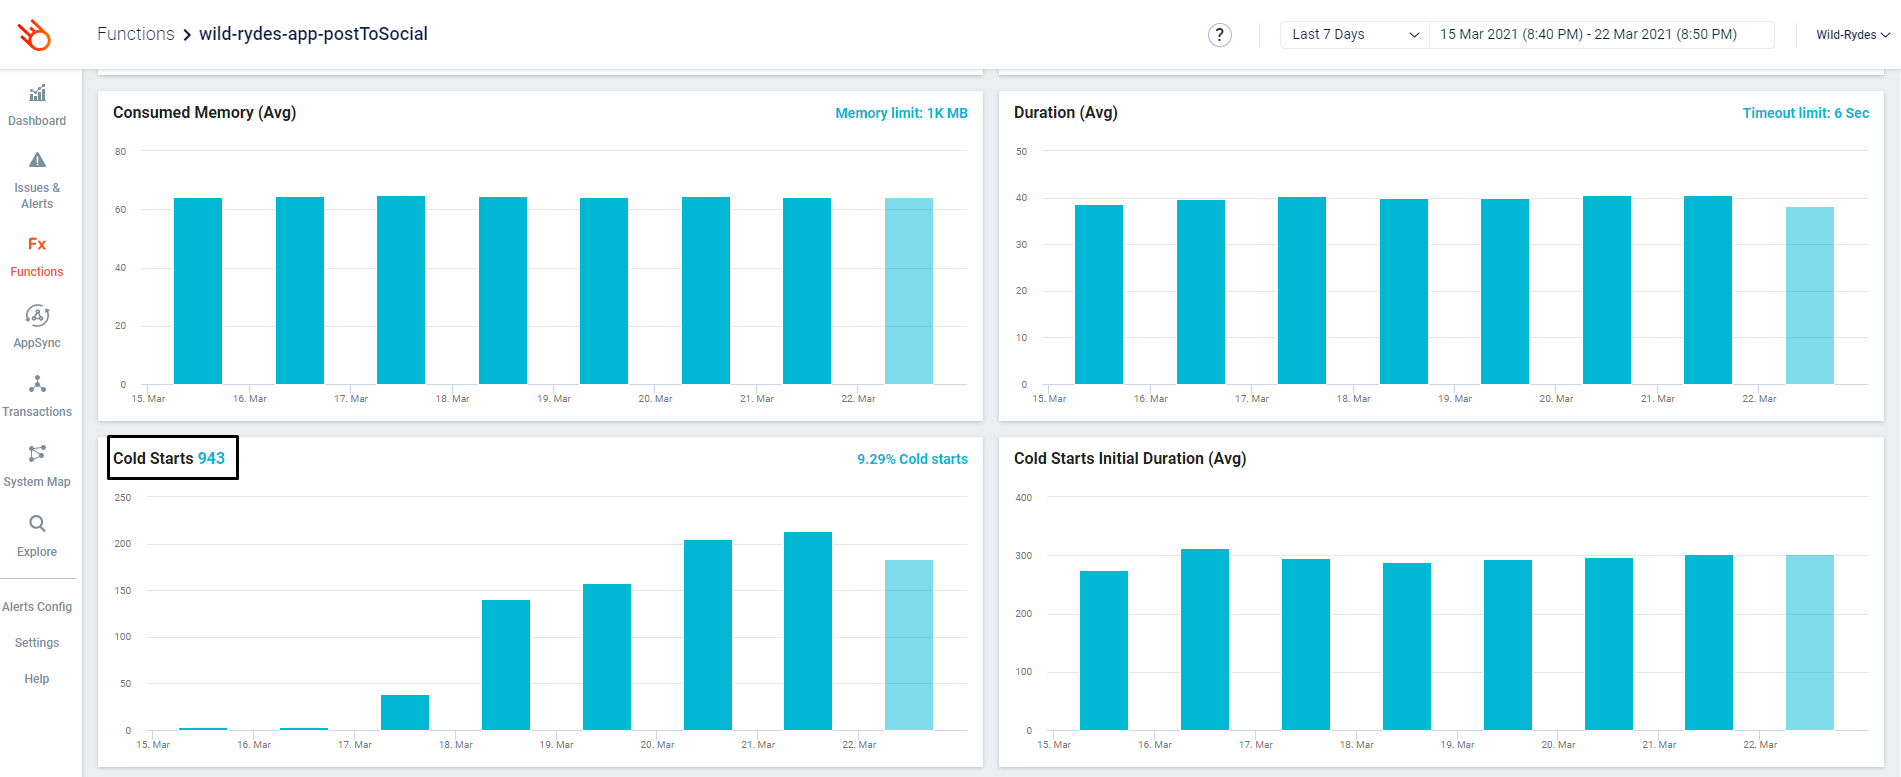 Functions > wild-rydes-app-postToSocial
?
Last 7 Days
15 Mar 2021 (8:40 PM) - 22 Mar 2021 (8:50 PM)
Wild-Rydes
Dashboard
Issues &
Alerts
Fx
Functions
AppSync
Transactions
System Map
Explore
Alerts Config
Settings
Help
Consumed Memory (Avg)
Memory limit: 1K MB
80
60
40
20
0
15. Mar 16. Mar 17. Mar 18. Mar 19. Mar 20. Mar 21. Mar 22. Mar
Duration (Avg)
Timeout limit: 6 Sec
50
40
30
20
10
0
15. Mar 16. Mar 17. Mar 18. Mar 19. Mar 20. Mar 21. Mar 22. Mar
Cold Starts 943
9.29% Cold starts
250
200
150
100
50
0
15. Mar 16. Mar 17. Mar 18. Mar 19. Mar 20. Mar 21. Mar 22. Mar
Cold Starts Initial Duration (Avg)
400
300
200
100
0
15. Mar 16. Mar 17. Mar 18. Mar 19. Mar 20. Mar 21. Mar 22. Mar